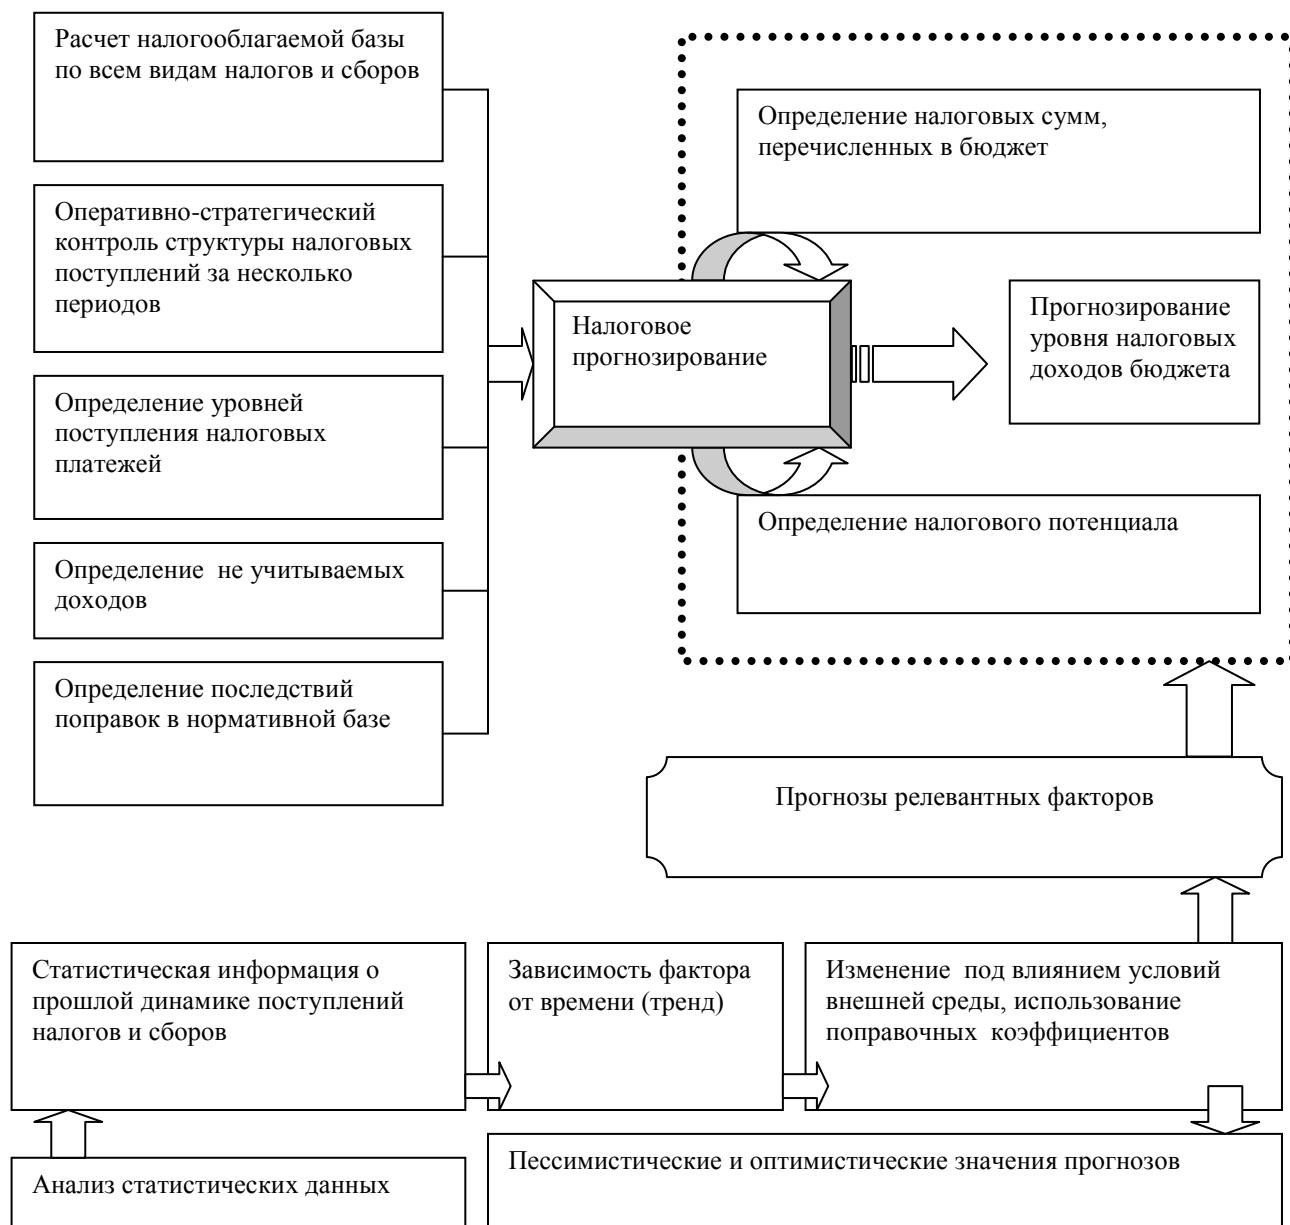 Расчет налогооблагаемой базы
по всем видам налогов и сборов
Оперативно-стратегический
контроль структуры налоговых
поступлений за несколько
периодов
Определение уровней
поступления налоговых
платежей
Определение не учитываемых
доходов
Определение последствий
поправок в нормативной базе
Налоговое
прогнозирование
Определение налоговых сумм,
перечисленных в бюджет
Прогнозирование
уровня налоговых
доходов бюджета
Определение налогового потенциала
Прогнозы релевантных факторов
Статистическая информация о
прошлой динамике поступлений
налогов и сборов
Зависимость фактора
от времени (тренд)
Изменение под влиянием условий
внешней среды, использование
поправочных коэффициентов
Анализ статистических данных
Пессимистические и оптимистические значения прогнозов